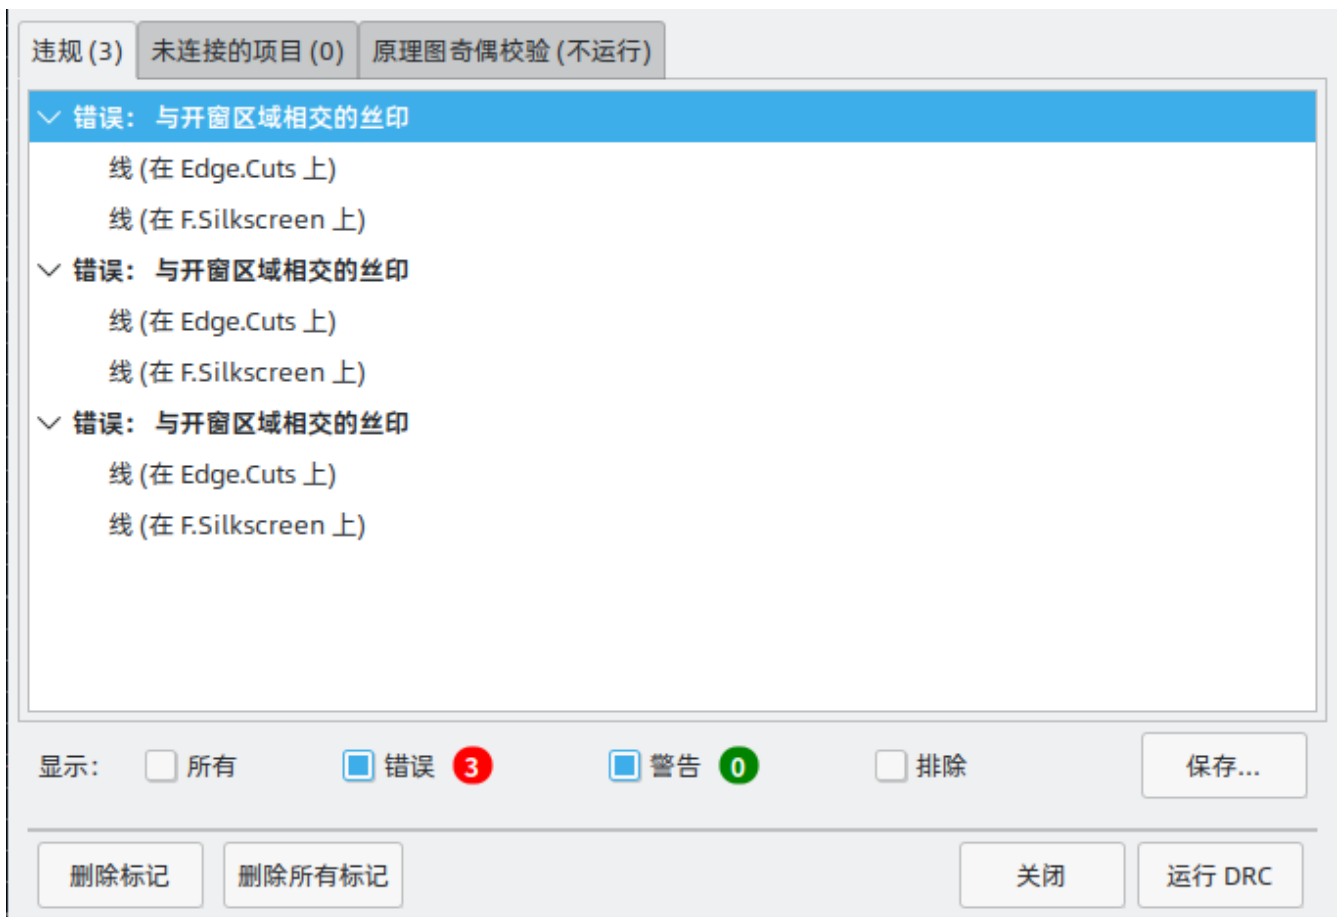 违规 (3) 未连接的项目 (0) 原理图奇偶校验 (不运行)
错误： 与开窗区域相交的丝印
线 (在 Edge.Cuts 上)
线 (在 F.Silkscreen 上)
错误： 与开窗区域相交的丝印
线 (在 Edge.Cuts 上)
线 (在 F.Silkscreen 上)
错误： 与开窗区域相交的丝印
线 (在 Edge.Cuts 上)
线 (在 F.Silkscreen 上)
显示： 所有 错误 3 警告 0 排除 保存...
删除标记 删除所有标记 关闭 运行 DRC